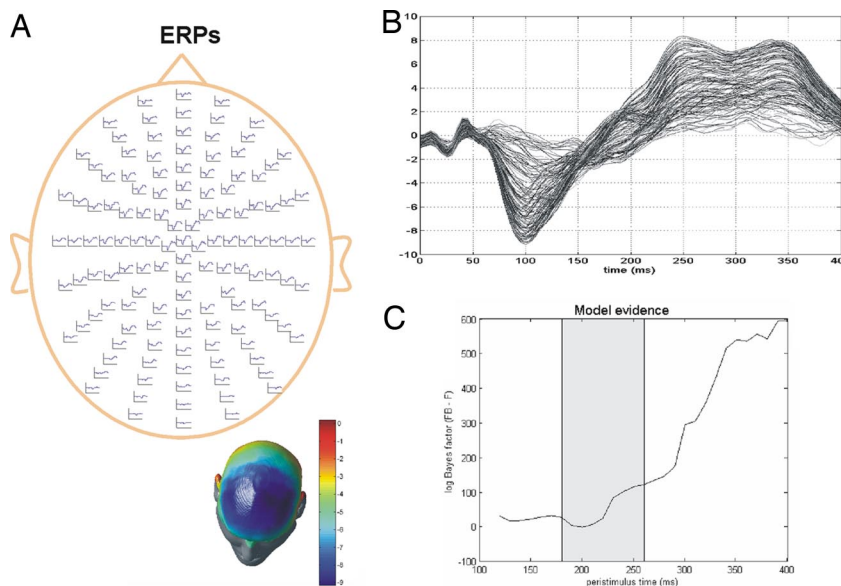 A
ERPs
0
-1
-2
-3
-4
-5
-6
-7
-8
-9
B
10
8
6
4
2
0
-2
-4
-6
-8
-10
0 50 100 150 200 250 300 350 400
time (ms)
C
Model evidence
600
500
400
300
200
100
0
-100
100 150 200 250 300 350 400
log Bayes factor (FB - F)
peristimulus time (ms)